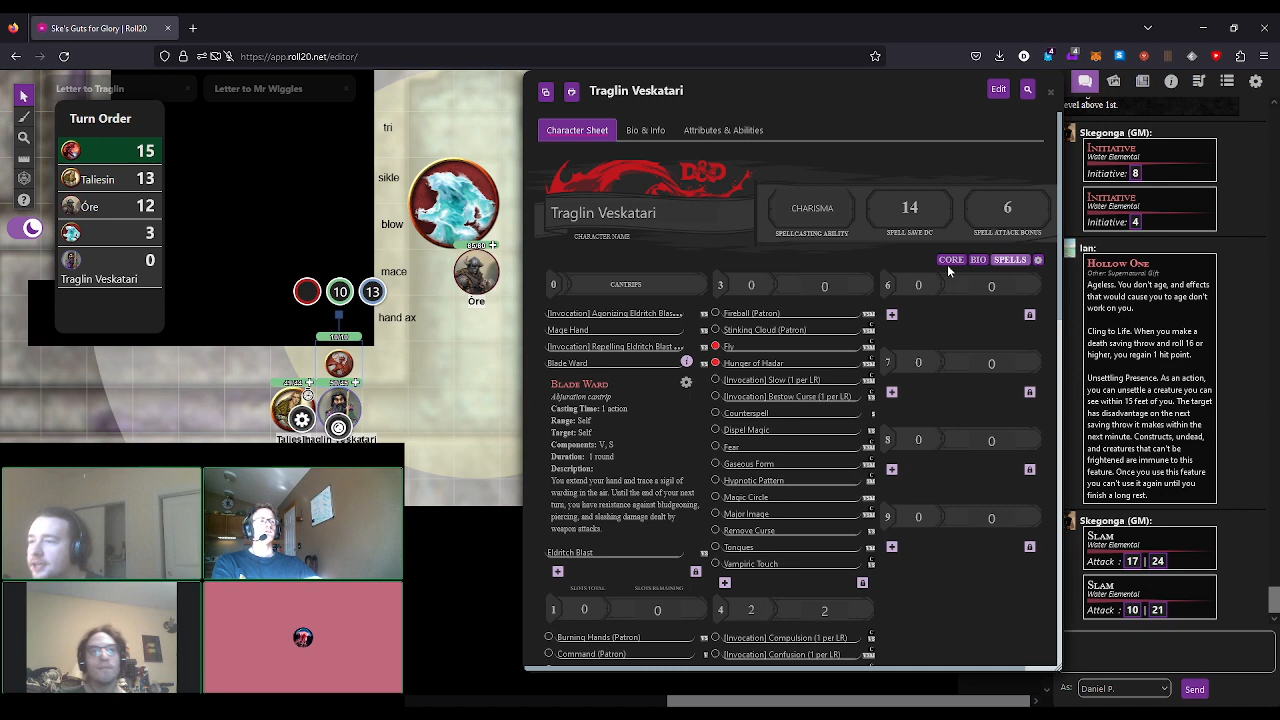 Ske's Guts for Glory | Roll20
https://app.roll20.net/editor/
Letter to Traglin
Letter to Mr WIggles
Turn Order
15
Taliesin 13
Ôre 12
3
0
Traglin Veskatari
tri
sikle
blow
mace
hand ax
10
13
85/60
Ôre
10/10
Traglin Veskatari
Edit
Character Sheet
Bio & Info
Attributes & Abilities
D&D
Traglin Veskatari
CHARACTER NAME
CHARISMA
SPELLCASTING ABILITY
14
SPELL SAVE DC
6
SPELL ATTACK BONUS
CORE
BIO
SPELLS
0 CANTRIPS
[Invocation] Agonizing Eldritch Blas...
Mage Hand
[Invocation] Repelling Eldritch Blast ...
Blade Ward
BLADE WARD
Abjuration cantrip
Casting Time: 1 action
Range: Self
Target: Self
Components: V, S
Duration: 1 round
Description:
You extend your hand and trace a sigil of
warding in the air. Until the end of your next
turn, you have resistance against bludgeoning,
piercing, and slashing damage dealt by
weapon attacks.
Eldritch Blast
SLOTS TOTAL
SLOTS REMAINING
1 0 0
Burning Hands (Patron)
Command (Patron)
3 0 0
Fireball (Patron)
Stinking Cloud (Patron)
Fly
Hunger of Hadar
[Invocation] Slow (1 per LR)
[Invocation] Bestow Curse (1 per LR)
Counterspell
Dispel Magic
Fear
Gaseous Form
Hypnotic Pattern
Magic Circle
Major Image
Remove Curse
Tongues
Vampiric Touch
4 2 2
[Invocation] Compulsion (1 per LR)
[Invocation] Confusion (1 per LR)
6 0 0
7 0 0
8 0 0
9 0 0
evel above 1st.
Skegonga (GM):
INITIATIVE
Water Elemental
Initiative: 8
INITIATIVE
Water Elemental
Initiative: 4
Ian:
HOLLOW ONE
Other: Supernatural Gift
Ageless. You don't age, and effects
that would cause you to age don't
work on you.
Cling to Life. When you make a
death saving throw and roll 16 or
higher, you regain 1 hit point.
Unsettling Presence. As an action,
you can unsettle a creature you
can see within 15 feet of you. The
target has disadvantage on the next
saving throw it makes within the
next minute. Constructs, undead,
and creatures that can't be
frightened are immune to this
feature. Once you use this feature
you can't use it again until you
finish a long rest.
Skegonga (GM):
SLAM
Water Elemental
Attack : 17 | 24
SLAM
Water Elemental
Attack : 10 | 21
As: Daniel P.
Send